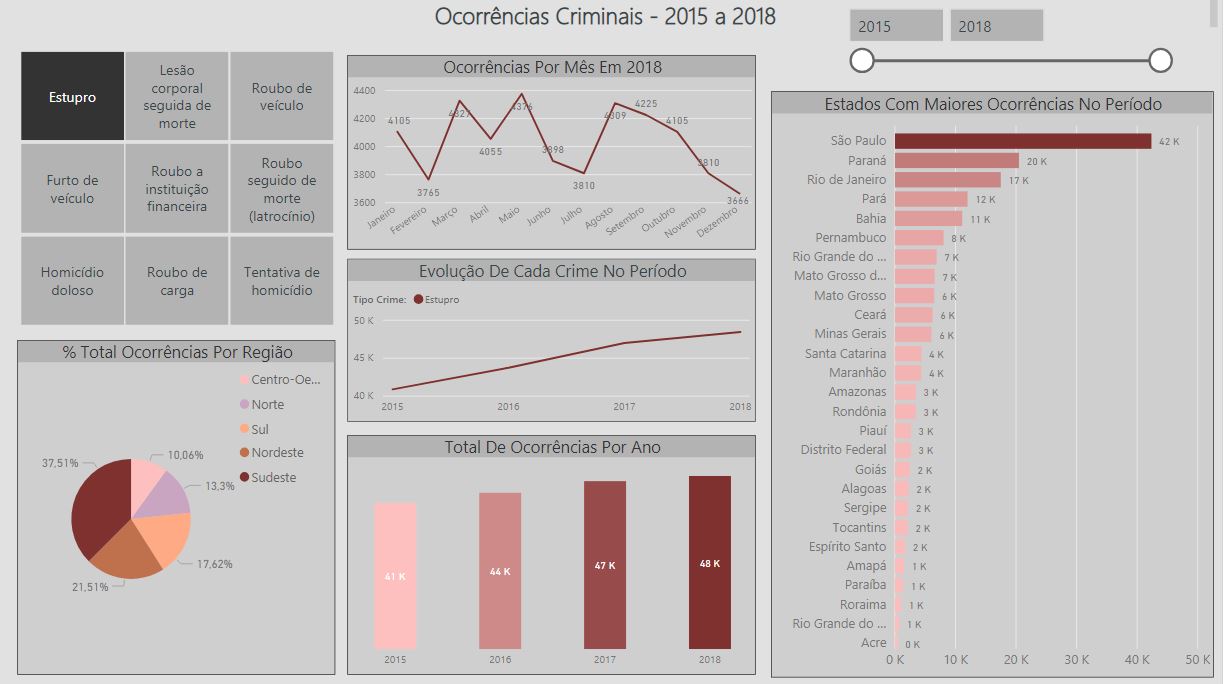 Ocorrências Criminais - 2015 a 2018
2015
2018
Estupro
Lesão
corporal
seguida de
morte
Roubo de
veículo
Furto de
veículo
Roubo a
instituição
financeira
Roubo
seguido de
morte
(latrocínio)
Homicídio
doloso
Roubo de
carga
Tentativa de
homicídio
% Total Ocorrências Por Região
Centro-Oe...
Norte
Sul
Nordeste
Sudeste
37,51%
10,06%
13,3%
17,62%
21,51%
Ocorrências Por Mês Em 2018
4400
4200
4000
3800
3600
4105
3765
4327
4055
4376
3898
3810
4309
4225
4105
3810
3666
Janeiro
Fevereiro
Março
Abril
Maio
Junho
Julho
Agosto
Setembro
Outubro
Novembro
Dezembro
Evolução De Cada Crime No Período
Tipo Crime: Estupro
50 K
45 K
40 K
2015 2016 2017 2018
Total De Ocorrências Por Ano
41 K
44 K
47 K
48 K
2015 2016 2017 2018
Estados Com Maiores Ocorrências No Período
São Paulo 42 K
Paraná 20 K
Rio de Janeiro 17 K
Pará 12 K
Bahia 11 K
Pernambuco 8 K
Rio Grande do ... 7 K
Mato Grosso d... 7 K
Mato Grosso 6 K
Ceará 6 K
Minas Gerais 6 K
Santa Catarina 4 K
Maranhão 4 K
Amazonas 3 K
Rondônia 3 K
Piauí 3 K
Distrito Federal 3 K
Goiás 2 K
Alagoas 2 K
Sergipe 2 K
Tocantins 2 K
Espírito Santo 2 K
Amapá 1 K
Paraíba 1 K
Roraima 1 K
Rio Grande do ... 1 K
Acre 0 K
0 K 10 K 20 K 30 K 40 K 50 K